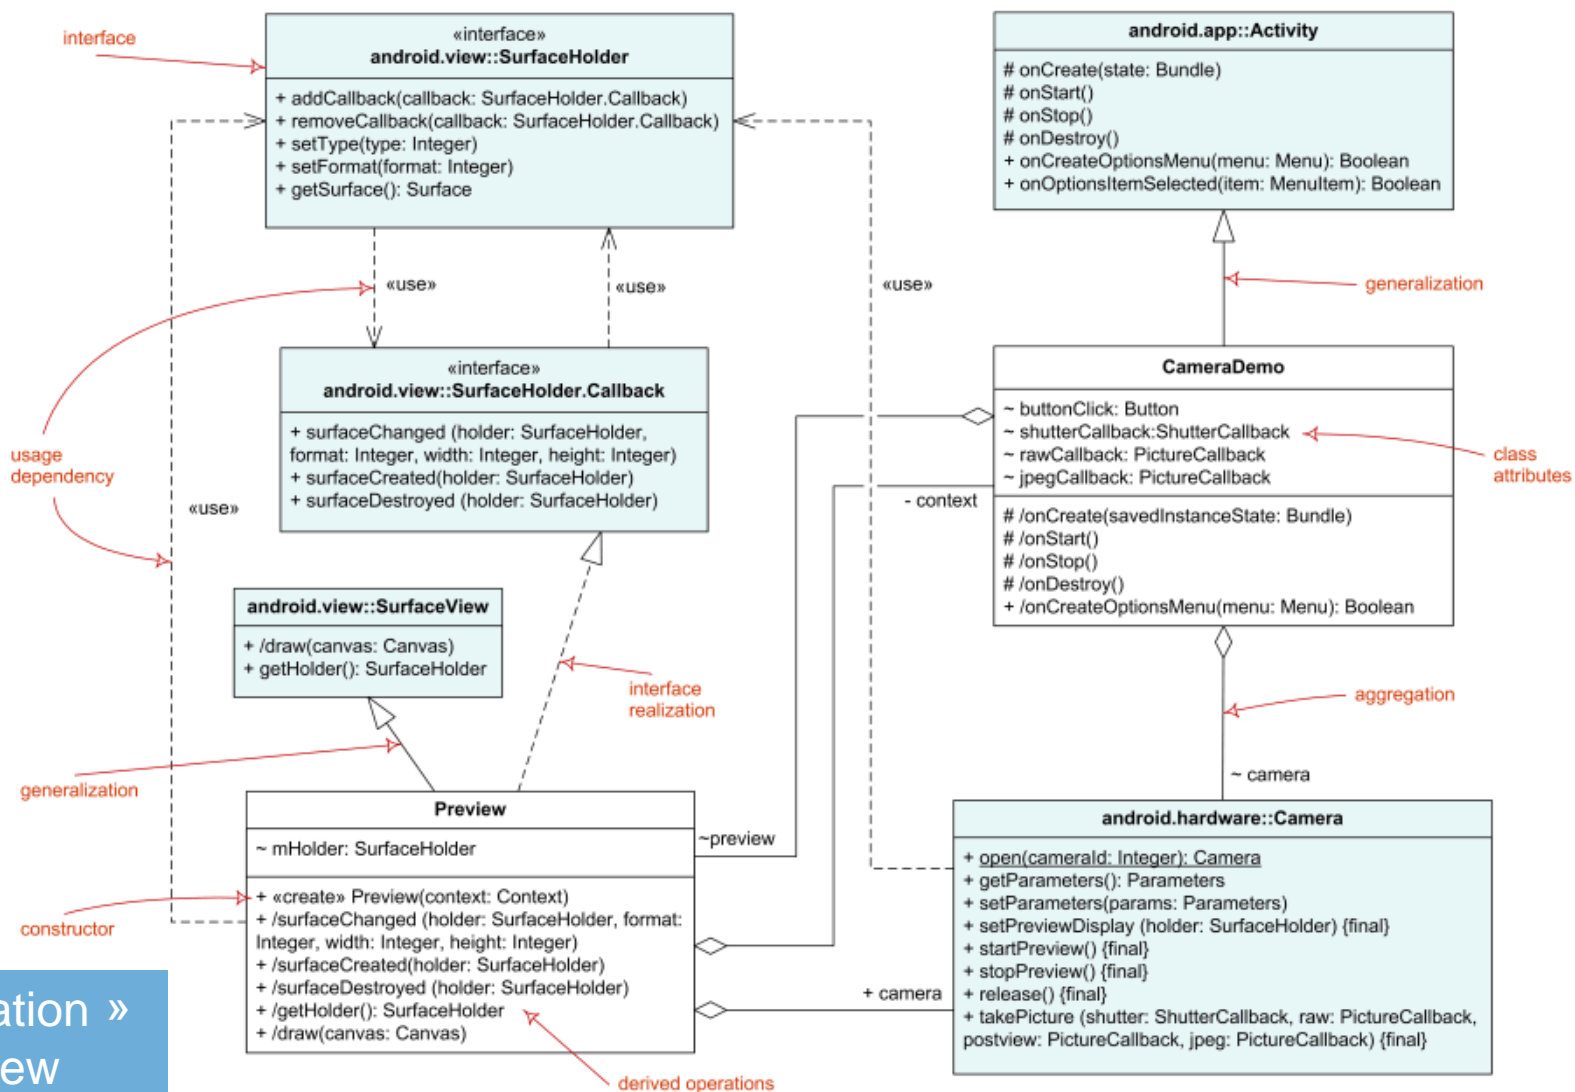 interface
«interface»
android.view::SurfaceHolder
+ addCallback(callback: SurfaceHolder.Callback)
+ removeCallback(callback: SurfaceHolder.Callback)
+ setType(type: Integer)
+ setFormat(format: Integer)
+ getSurface(): Surface
android.app::Activity
# onCreate(state: Bundle)
# onStart()
# onStop()
# onDestroy()
+ onCreateOptionsMenu(menu: Menu): Boolean
+ onOptionsItemSelected(item: MenuItem): Boolean
«use»
«use»
«use»
generalization
«interface»
android.view::SurfaceHolder.Callback
+ surfaceChanged (holder: SurfaceHolder,
format: Integer, width: Integer, height: Integer)
+ surfaceCreated(holder: SurfaceHolder)
+ surfaceDestroyed (holder: SurfaceHolder)
CameraDemo
~ buttonClick: Button
~ shutterCallback:ShutterCallback
~ rawCallback: PictureCallback
~ jpegCallback: PictureCallback
# /onCreate(savedInstanceState: Bundle)
# /onStart()
# /onStop()
# /onDestroy()
+ /onCreateOptionsMenu(menu: Menu): Boolean
class
attributes
usage
dependency
«use»
- context
android.view::SurfaceView
+ /draw(canvas: Canvas)
+ getHolder(): SurfaceHolder
interface
realization
aggregation
~ camera
generalization
Preview
~ mHolder: SurfaceHolder
+ «create» Preview(context: Context)
+ /surfaceChanged (holder: SurfaceHolder, format:
Integer, width: Integer, height: Integer)
+ /surfaceCreated(holder: SurfaceHolder)
+ /surfaceDestroyed (holder: SurfaceHolder)
+ /getHolder(): SurfaceHolder
+ /draw(canvas: Canvas)
~preview
constructor
+ camera
android.hardware::Camera
+ open(cameraId: Integer): Camera
+ getParameters(): Parameters
+ setParameters(params: Parameters)
+ setPreviewDisplay (holder: SurfaceHolder) {final}
+ startPreview() {final}
+ stopPreview() {final}
+ release() {final}
+ takePicture (shutter: ShutterCallback, raw: PictureCallback,
postview: PictureCallback, jpeg: PictureCallback) {final}
derived operations
ation »
ew